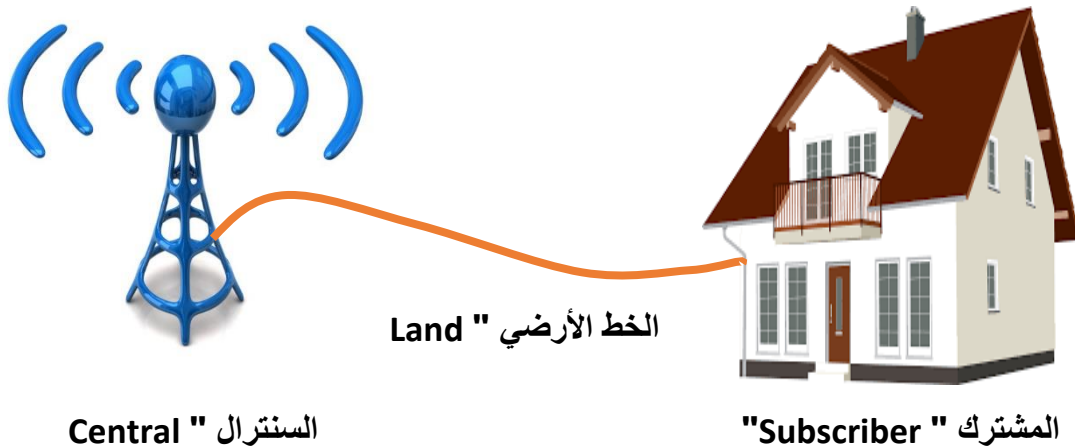 الخط الأرضي " Land
المشترك " Subscriber"
السنترال " Central